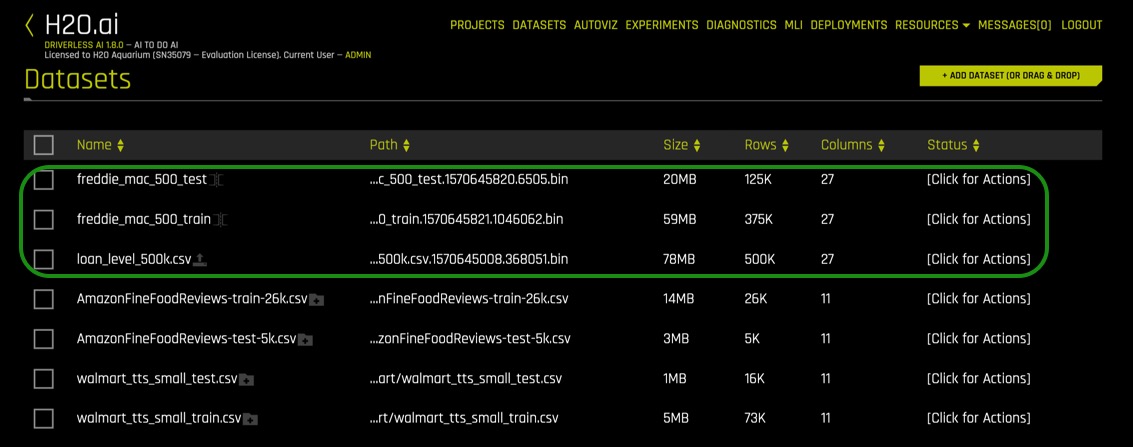 H2O.ai
PROJECTS DATASETS AUTOVIZ EXPERIMENTS DIAGNOSTICS MLI DEPLOYMENTS RESOURCES MESSAGES[0] LOGOUT
DRIVERLESS AI 1.8.0 – AI TO DO AI
Licensed to H2O Aquarium (SN35079 – Evaluation License). Current User – ADMIN
Datasets
+ ADD DATASET (OR DRAG & DROP)
Name Path Size Rows Columns Status
freddie_mac_500_test ...c_500_test.1570645820.6505.bin 20MB 125K 27 [Click for Actions]
freddie_mac_500_train ...0_train.1570645821.1046062.bin 59MB 375K 27 [Click for Actions]
loan_level_500k.csv ...500k.csv.1570645008.368051.bin 78MB 500K 27 [Click for Actions]
AmazonFineFoodReviews-train-26k.csv ...nFineFoodReviews-train-26k.csv 14MB 26K 11 [Click for Actions]
AmazonFineFoodReviews-test-5k.csv ...zonFineFoodReviews-test-5k.csv 3MB 5K 11 [Click for Actions]
walmart_tts_small_test.csv ...art/walmart_tts_small_test.csv 1MB 16K 11 [Click for Actions]
walmart_tts_small_train.csv ...rt/walmart_tts_small_train.csv 5MB 73K 11 [Click for Actions]